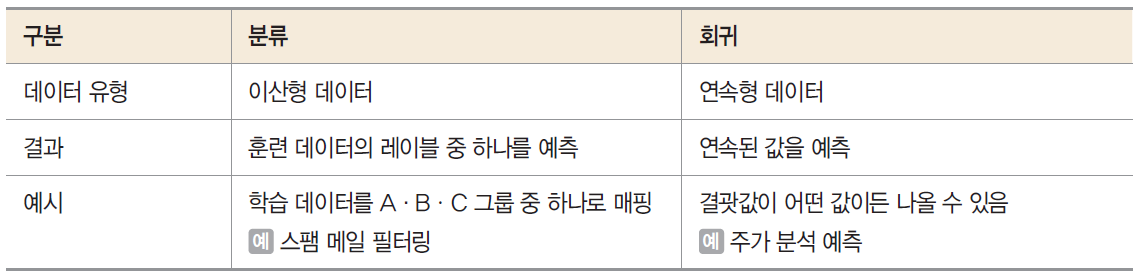 구분 분류 회귀
데이터 유형 이산형 데이터 연속형 데이터
결과 훈련 데이터의 레이블 중 하나를 예측 연속된 값을 예측
예시 학습 데이터를 A · B · C 그룹 중 하나로 매핑 결괏값이 어떤 값이든 나올 수 있음
예 스팸 메일 필터링 예 주가 분석 예측